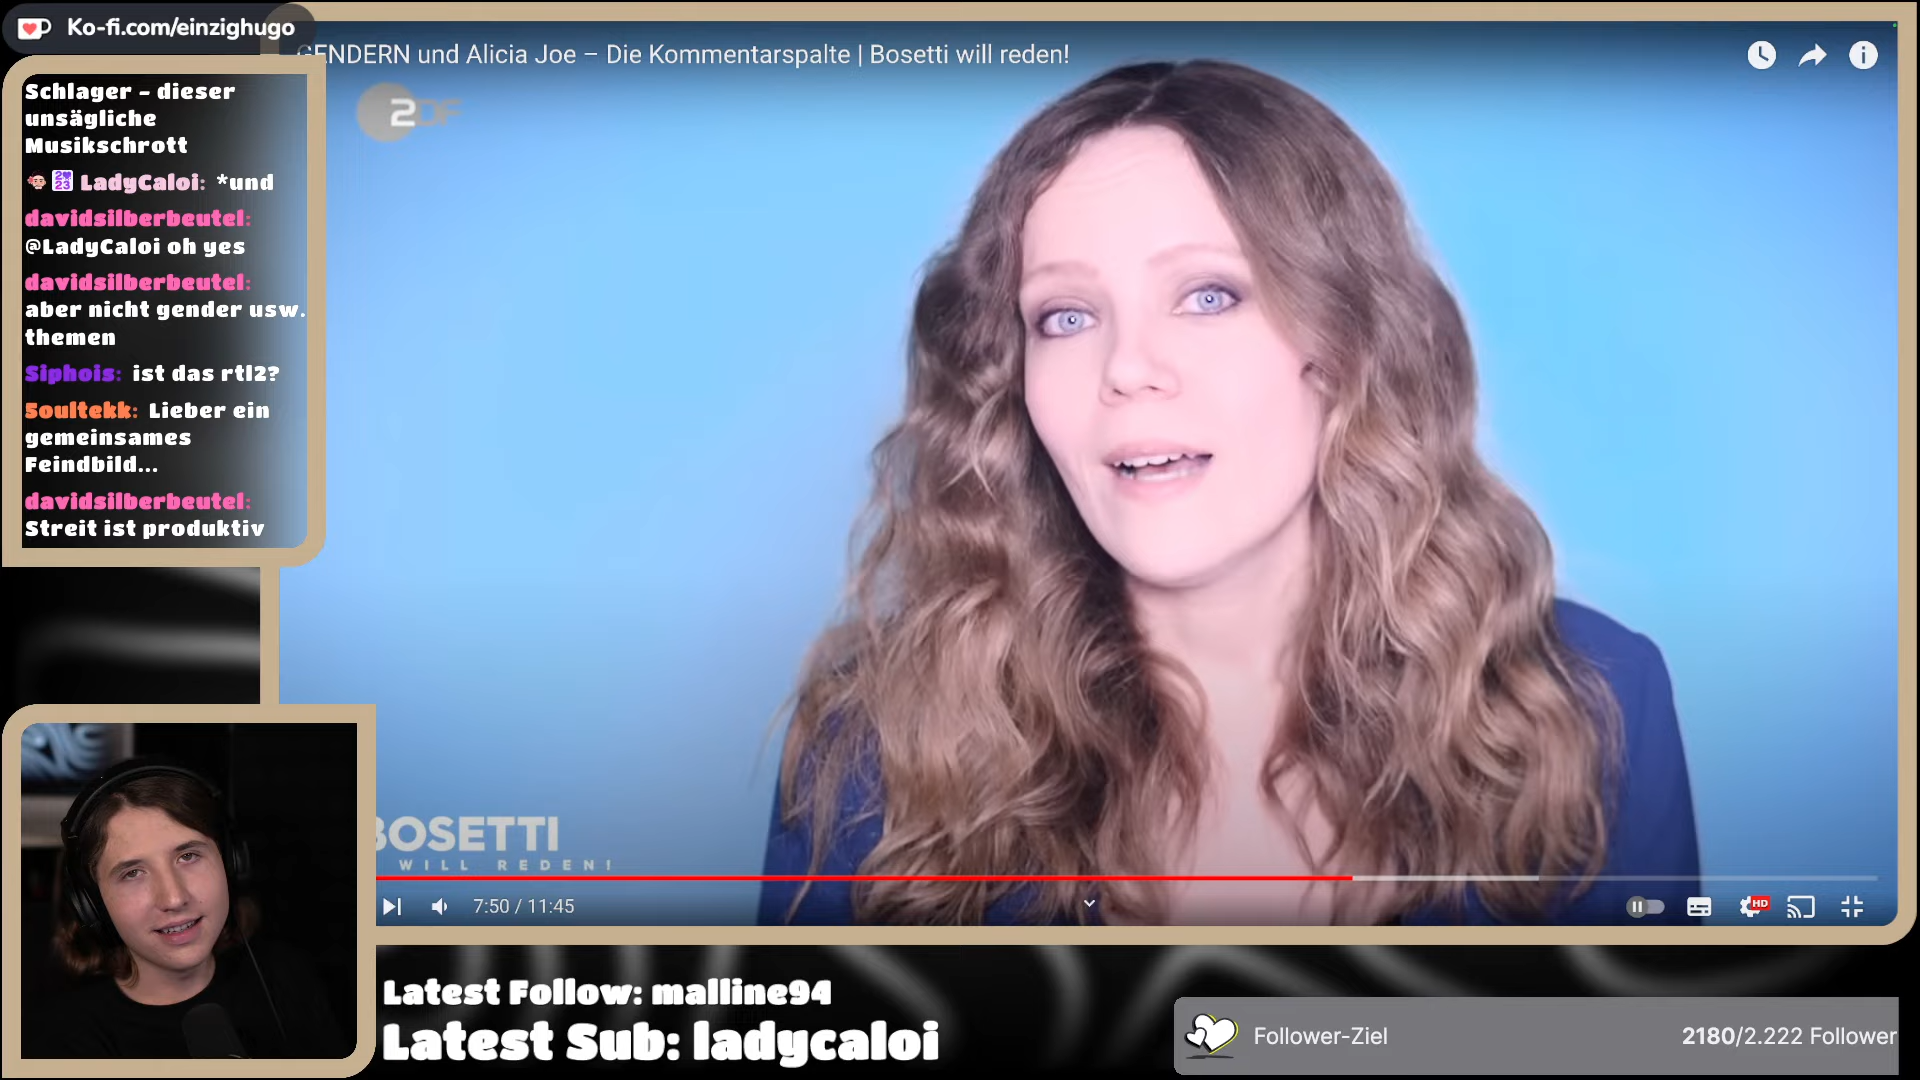 Ko-fi.com/einzighugo
GENDERN und Alicia Joe – Die Kommentarspalte | Bosetti will reden!
2DF
Schlager - dieser
unsägliche
Musikschrott
LadyCaloi: *und
davidsilberbeutel:
@LadyCaloi oh yes
davidsilberbeutel:
aber nicht gender usw.
themen
Siphois: ist das rtl2?
5oultekk: Lieber ein
gemeinsames
Feindbild...
davidsilberbeutel:
Streit ist produktiv
BOSETTI
WILL REDEN!
7:50 / 11:45
HD
Latest Follow: malline94
Latest Sub: ladycaloi
Follower-Ziel
2180/2.222 Follower